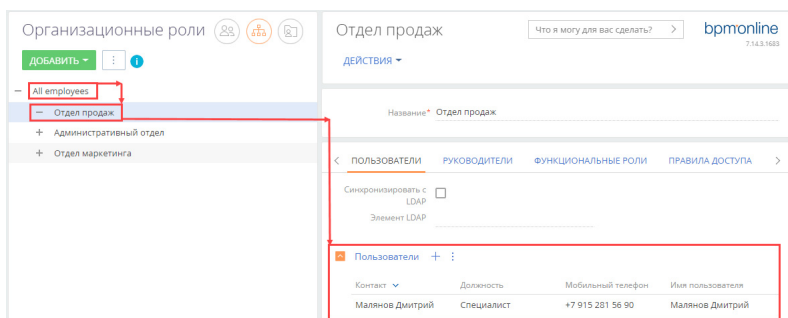 Организационные роли
ДОБАВИТЬ
All employees
Отдел продаж
Административный отдел
Отдел маркетинга
Отдел продаж
Что я могу для вас сделать?
bpm'online
7.14.3.1683
ДЕЙСТВИЯ
Название* Отдел продаж
ПОЛЬЗОВАТЕЛИ РУКОВОДИТЕЛИ ФУНКЦИОНАЛЬНЫЕ РОЛИ ПРАВИЛА ДОСТУПА
Синхронизировать с
LDAP
Элемент LDAP
Пользователи
Контакт Должность Мобильный телефон Имя пользователя
Малянов Дмитрий Специалист +7 915 281 56 90 Малянов Дмитрий